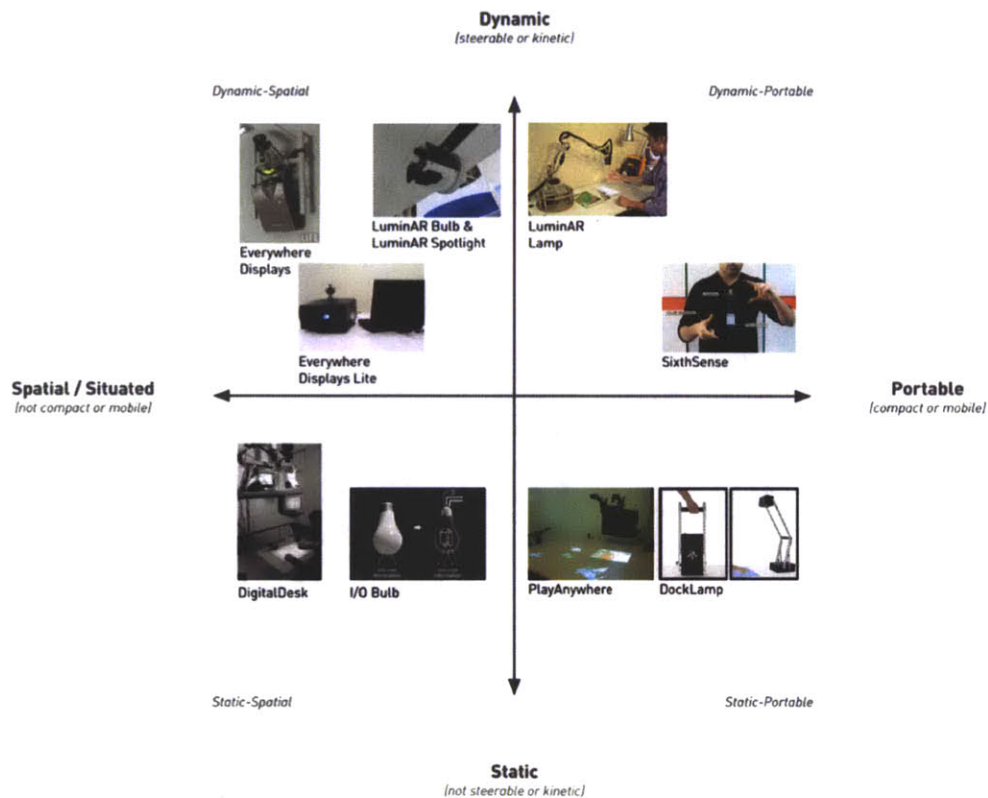 Dynamic
(steerable or kinetic)
Dynamic-Spatial
Dynamic-Portable
Everywhere
Displays
LuminAR Bulb &
LuminAR Spotlight
LuminAR
Lamp
Everywhere
Displays Lite
SixthSense
Spatial / Situated
(not compact or mobile)
Portable
(compact or mobile)
DigitalDesk
I/O Bulb
PlayAnywhere
DockLamp
Static-Spatial
Static-Portable
Static
(not steerable or kinetic)